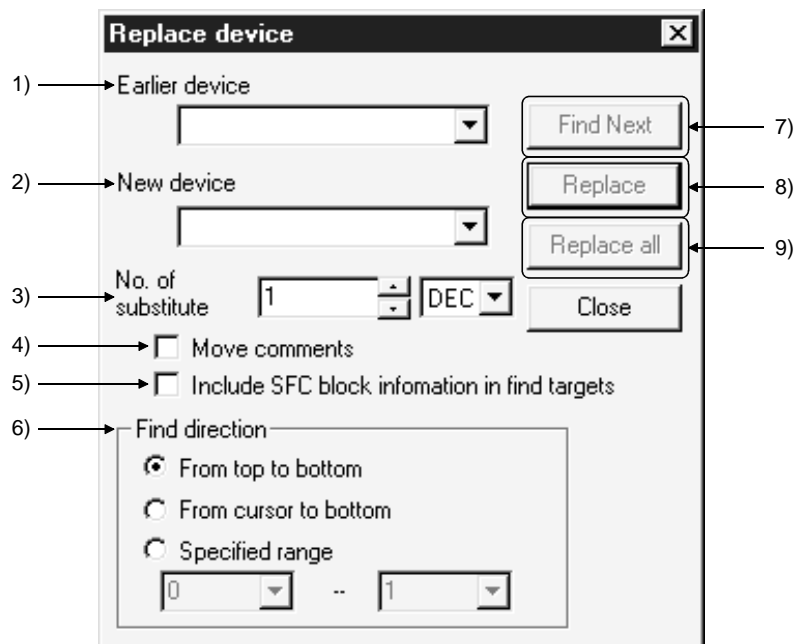 Replace device
1) Earlier device
Find Next 7)
2) New device
Replace 8)
Replace all 9)
3) No. of
substitute 1 DEC
Close
4) Move comments
5) Include SFC block infomation in find targets
6) Find direction
From top to bottom
From cursor to bottom
Specified range
0 -- 1